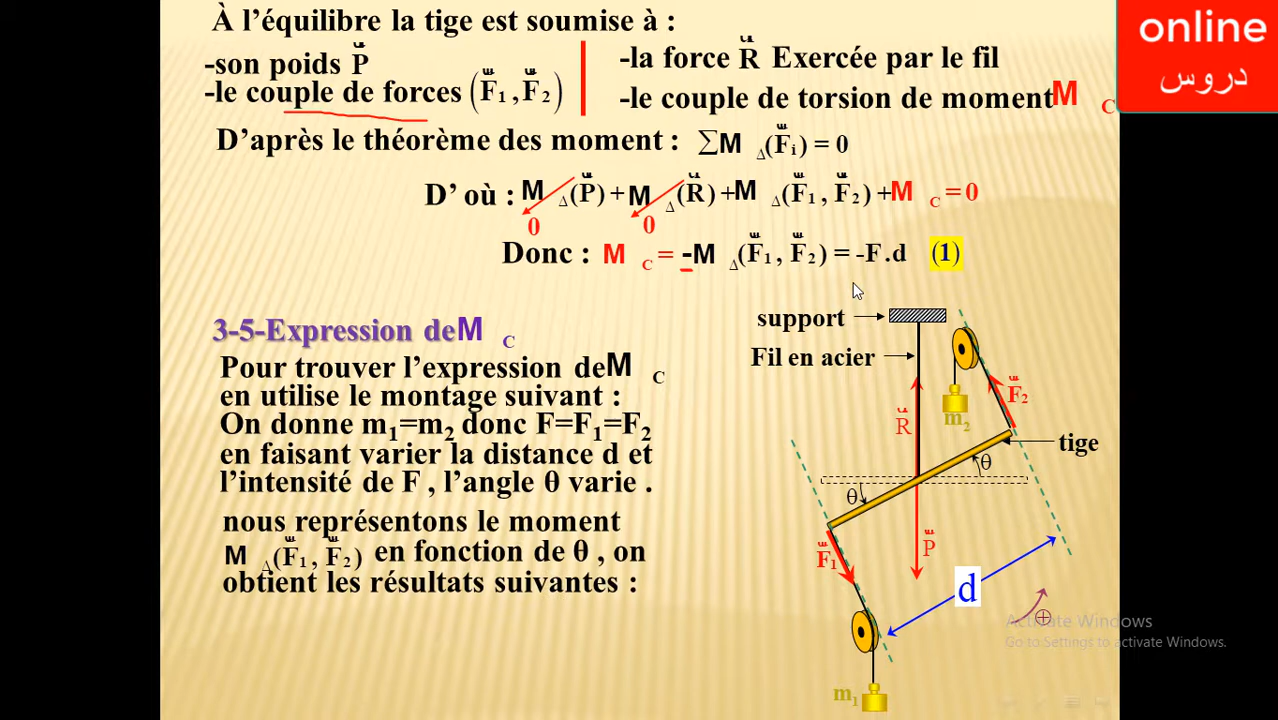 À l’équilibre la tige est soumise à :
-son poids P
-le couple de forces (F1 , F2)
-la force R Exercée par le fil
-le couple de torsion de moment M C
online
دروس
D’après le théorème des moment : ∑M Δ(Fi) = 0
D’ où : M Δ(P) + M Δ(R) + M Δ(F1 , F2) + M C = 0
0 0
Donc : M C = -M Δ(F1 , F2) = -F.d (1)
3-5-Expression de M C
Pour trouver l’expression de M C
en utilise le montage suivant :
On donne m1=m2 donc F=F1=F2
en faisant varier la distance d et
l’intensité de F , l’angle θ varie .
nous représentons le moment
M Δ(F1 , F2) en fonction de θ , on
obtient les résultats suivantes :
support
Fil en acier
m2
F2
R
tige
θ
θ
F1
P
d
⊕
m1
Activate Windows
Go to Settings to activate Windows.